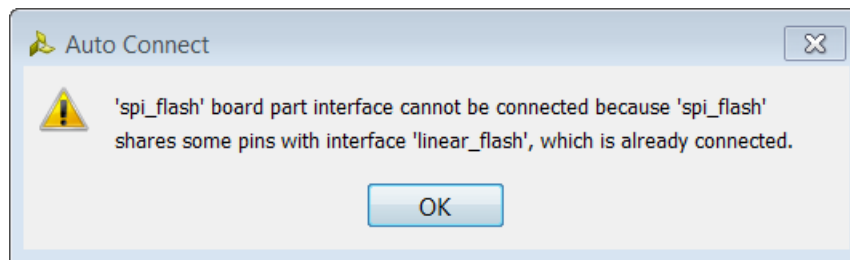 Auto Connect
'spi_flash' board part interface cannot be connected because 'spi_flash'
shares some pins with interface 'linear_flash', which is already connected.
OK